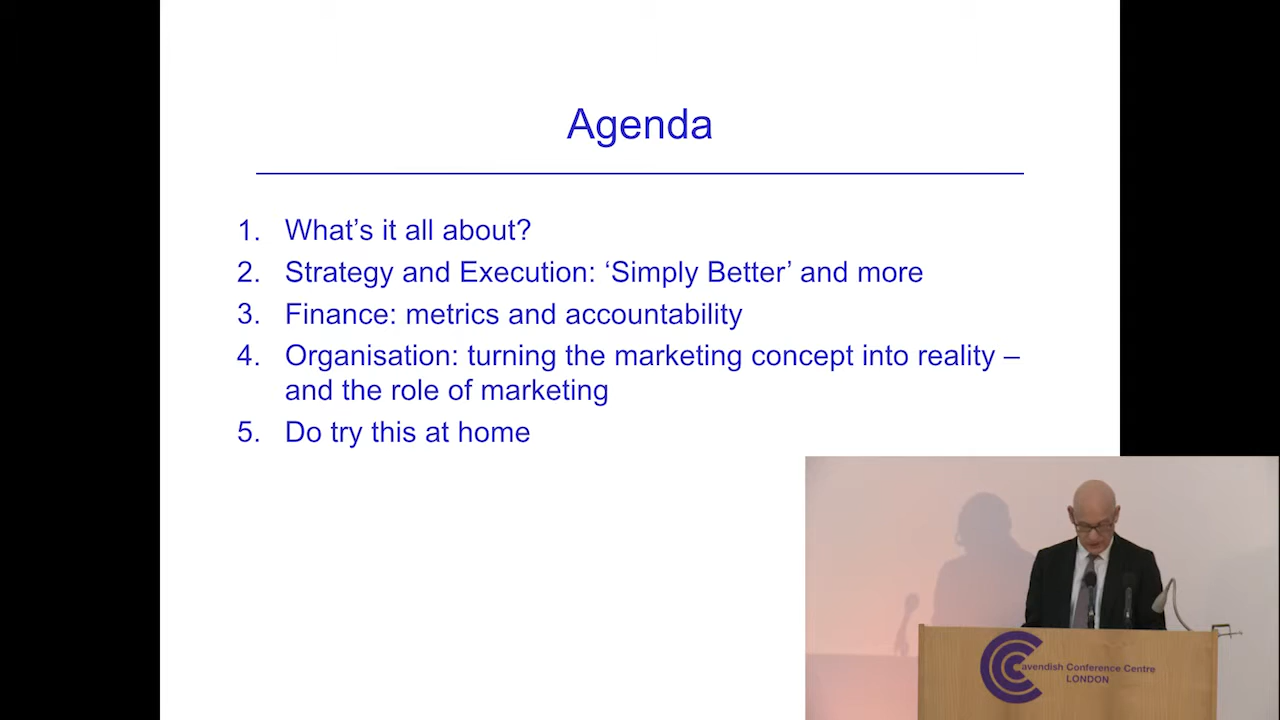 Agenda
1. What’s it all about?
2. Strategy and Execution: ‘Simply Better’ and more
3. Finance: metrics and accountability
4. Organisation: turning the marketing concept into reality –
and the role of marketing
5. Do try this at home
Cavendish Conference Centre
LONDON